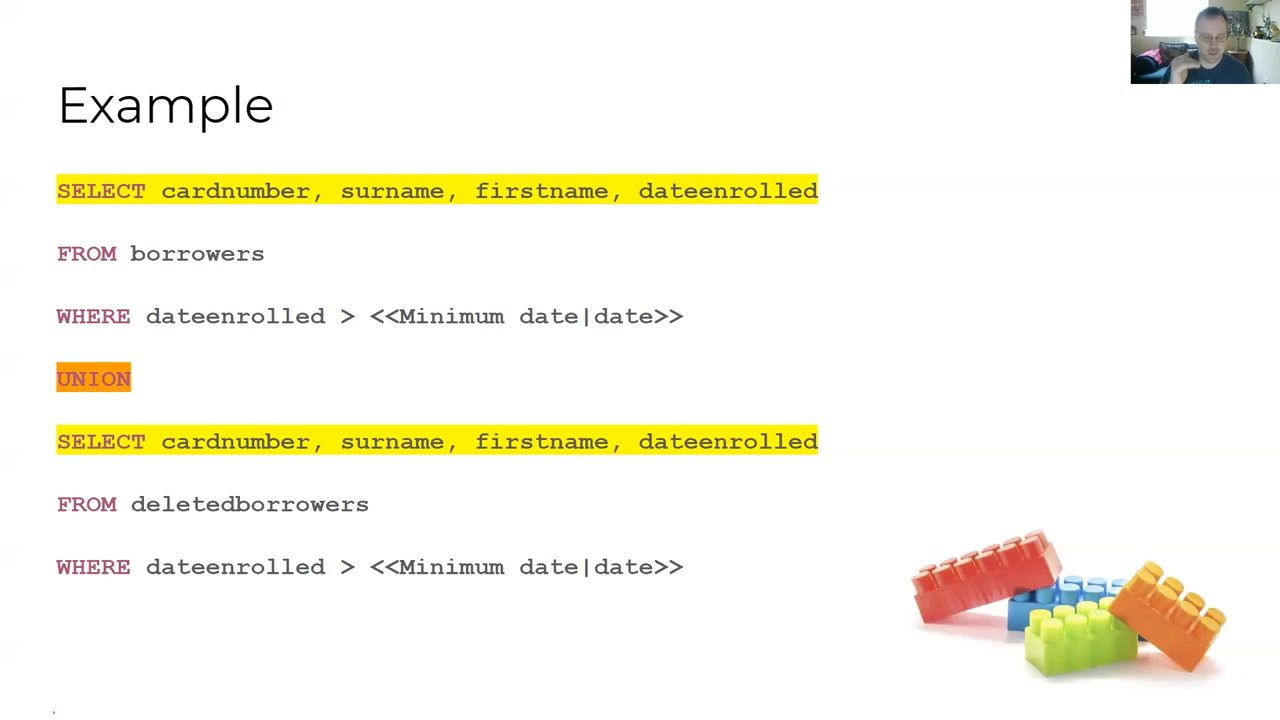 Example
SELECT cardnumber, surname, firstname, dateenrolled
FROM borrowers
WHERE dateenrolled > <<Minimum date|date>>
UNION
SELECT cardnumber, surname, firstname, dateenrolled
FROM deletedborrowers
WHERE dateenrolled > <<Minimum date|date>>